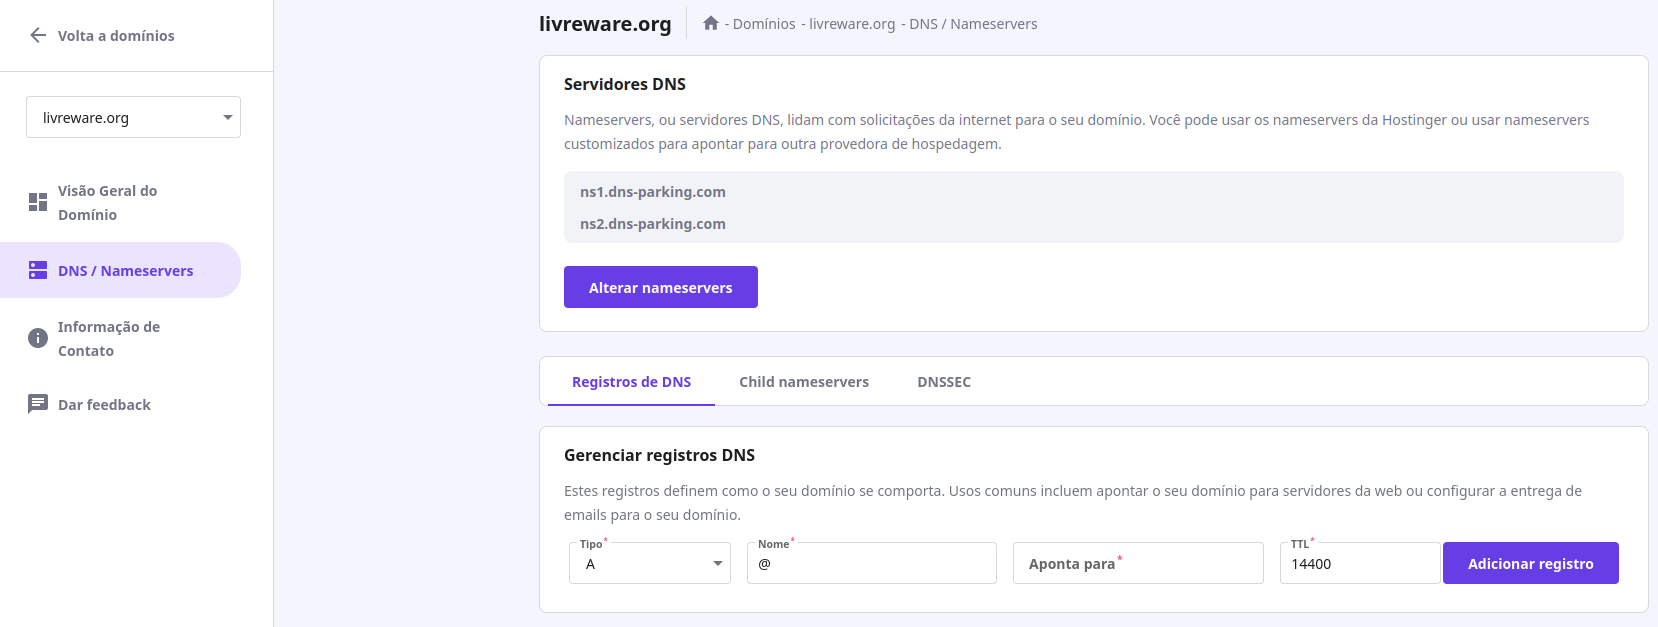 Volta a domínios
livreware.org
Visão Geral do
Domínio
DNS / Nameservers
Informação de
Contato
Dar feedback
livreware.org
- Domínios - livreware.org - DNS / Nameservers
Servidores DNS
Nameservers, ou servidores DNS, lidam com solicitações da internet para o seu domínio. Você pode usar os nameservers da Hostinger ou usar nameservers
customizados para apontar para outra provedora de hospedagem.
ns1.dns-parking.com
ns2.dns-parking.com
Alterar nameservers
Registros de DNS
Child nameservers
DNSSEC
Gerenciar registros DNS
Estes registros definem como o seu domínio se comporta. Usos comuns incluem apontar o seu domínio para servidores da web ou configurar a entrega de
emails para o seu domínio.
Tipo*
A
Nome*
@
Aponta para*
TTL*
14400
Adicionar registro